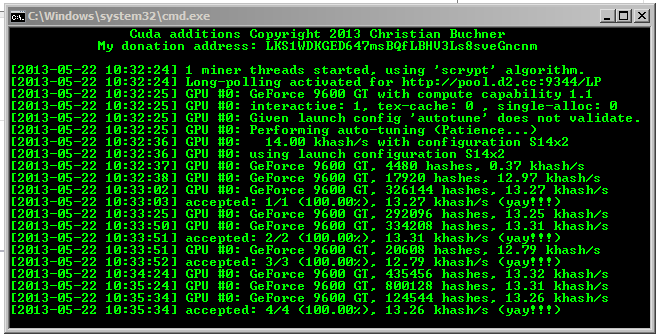 C:\Windows\system32\cmd.exe
Cuda additions Copyright 2013 Christian Buchner
My donation address: LKS1WDKGED647msBQfLBHV3Ls8sveGncnm
[2013-05-22 10:32:24] 1 miner threads started, using 'scrypt' algorithm.
[2013-05-22 10:32:24] Long-polling activated for http://pool.d2.cc:9344/LP
[2013-05-22 10:32:25] GPU #0: GeForce 9600 GT with compute capability 1.1
[2013-05-22 10:32:25] GPU #0: interactive: 1, tex-cache: 0 , single-alloc: 0
[2013-05-22 10:32:25] GPU #0: Given launch config 'autotune' does not validate.
[2013-05-22 10:32:25] GPU #0: Performing auto-tuning (Patience...)
[2013-05-22 10:32:36] GPU #0:   14.00 khash/s with configuration S14x2
[2013-05-22 10:32:36] GPU #0: using launch configuration S14x2
[2013-05-22 10:32:37] GPU #0: GeForce 9600 GT, 4480 hashes, 0.37 khash/s
[2013-05-22 10:32:38] GPU #0: GeForce 9600 GT, 17920 hashes, 12.97 khash/s
[2013-05-22 10:33:02] GPU #0: GeForce 9600 GT, 326144 hashes, 13.27 khash/s
[2013-05-22 10:33:03] accepted: 1/1 (100.00%), 13.27 khash/s (yay!!!)
[2013-05-22 10:33:25] GPU #0: GeForce 9600 GT, 292096 hashes, 13.25 khash/s
[2013-05-22 10:33:50] GPU #0: GeForce 9600 GT, 334208 hashes, 13.31 khash/s
[2013-05-22 10:33:51] accepted: 2/2 (100.00%), 13.31 khash/s (yay!!!)
[2013-05-22 10:33:51] GPU #0: GeForce 9600 GT, 20608 hashes, 12.79 khash/s
[2013-05-22 10:33:52] accepted: 3/3 (100.00%), 12.79 khash/s (yay!!!)
[2013-05-22 10:34:24] GPU #0: GeForce 9600 GT, 435456 hashes, 13.32 khash/s
[2013-05-22 10:35:24] GPU #0: GeForce 9600 GT, 800128 hashes, 13.31 khash/s
[2013-05-22 10:35:34] GPU #0: GeForce 9600 GT, 124544 hashes, 13.26 khash/s
[2013-05-22 10:35:34] accepted: 4/4 (100.00%), 13.26 khash/s (yay!!!)